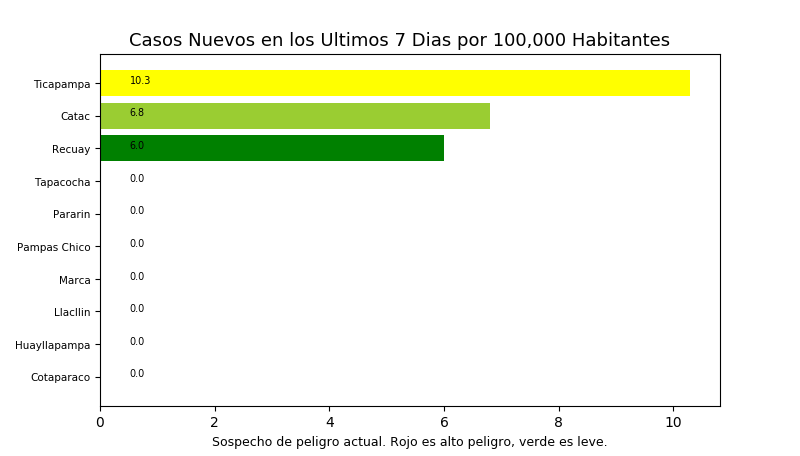 Casos Nuevos en los Ultimos 7 Dias por 100,000 Habitantes
Ticapampa 10.3
Catac 6.8
Recuay 6.0
Tapacocha 0.0
Pararin 0.0
Pampas Chico 0.0
Marca 0.0
Llacllin 0.0
Huayllapampa 0.0
Cotaparaco 0.0
0 2 4 6 8 10
Sospecho de peligro actual. Rojo es alto peligro, verde es leve.